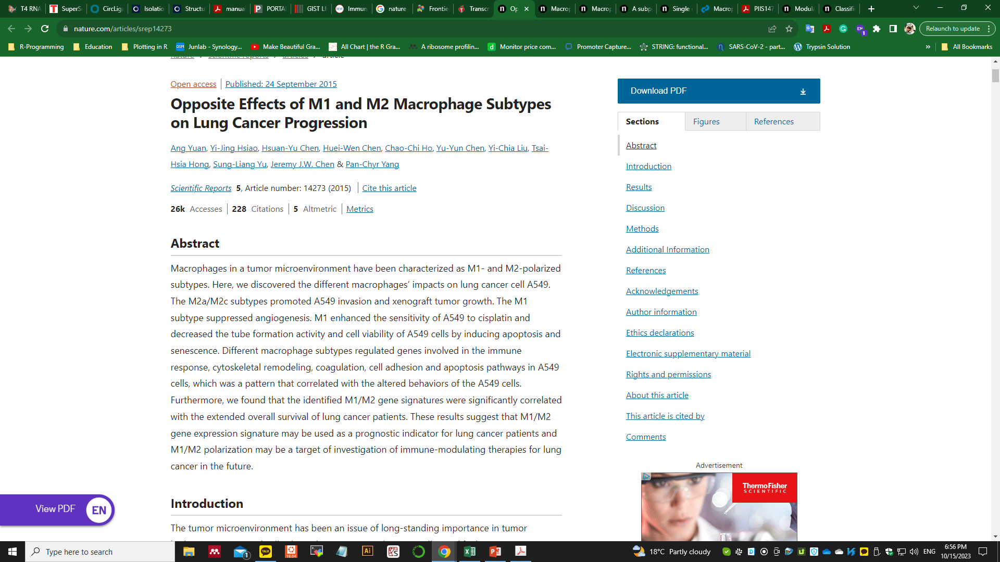 T4 RNA
SuperS
CircLiga
Isolatio
Structu
manual
PORTA
GIST LI
Immun
nature
Frontie
Transcr
Op
Macrop
Macrop
A subp
Single
Macrop
PIIS147
Modula
Classifi
nature.com/articles/srep14273
Relaunch to update
R-Programming
Education
Plotting in R
Junlab - Synology...
Make Beautiful Gra...
All Chart | the R Gra...
A ribosome profilin...
Monitor price com...
Promoter Capture...
STRING: functional...
SARS-CoV-2 - part...
Trypsin Solution
»
All Bookmarks
nature > scientific reports > articles > article
Open access | Published: 24 September 2015
Opposite Effects of M1 and M2 Macrophage Subtypes
on Lung Cancer Progression
Ang Yuan, Yi-Jing Hsiao, Hsuan-Yu Chen, Huei-Wen Chen, Chao-Chi Ho, Yu-Yun Chen, Yi-Chia Liu, Tsai-
Hsia Hong, Sung-Liang Yu, Jeremy J.W. Chen & Pan-Chyr Yang
Scientific Reports 5, Article number: 14273 (2015) | Cite this article
26k Accesses | 228 Citations | 5 Altmetric | Metrics
Abstract
Macrophages in a tumor microenvironment have been characterized as M1- and M2-polarized
subtypes. Here, we discovered the different macrophages’ impacts on lung cancer cell A549.
The M2a/M2c subtypes promoted A549 invasion and xenograft tumor growth. The M1
subtype suppressed angiogenesis. M1 enhanced the sensitivity of A549 to cisplatin and
decreased the tube formation activity and cell viability of A549 cells by inducing apoptosis and
senescence. Different macrophage subtypes regulated genes involved in the immune
response, cytoskeletal remodeling, coagulation, cell adhesion and apoptosis pathways in A549
cells, which was a pattern that correlated with the altered behaviors of the A549 cells.
Furthermore, we found that the identified M1/M2 gene signatures were significantly correlated
with the extended overall survival of lung cancer patients. These results suggest that M1/M2
gene expression signature may be used as a prognostic indicator for lung cancer patients and
M1/M2 polarization may be a target of investigation of immune-modulating therapies for lung
cancer in the future.
Introduction
The tumor microenvironment has been an issue of long-standing importance in tumor
Download PDF
Sections
Figures
References
Abstract
Introduction
Results
Discussion
Methods
Additional Information
References
Acknowledgements
Author information
Ethics declarations
Electronic supplementary material
Rights and permissions
About this article
This article is cited by
Comments
Advertisement
ThermoFisher
SCIENTIFIC
View PDF
EN
Type here to search
1
TALK
18.04
Ai
18°C Partly cloudy
ENG
6:56 PM
10/15/2023